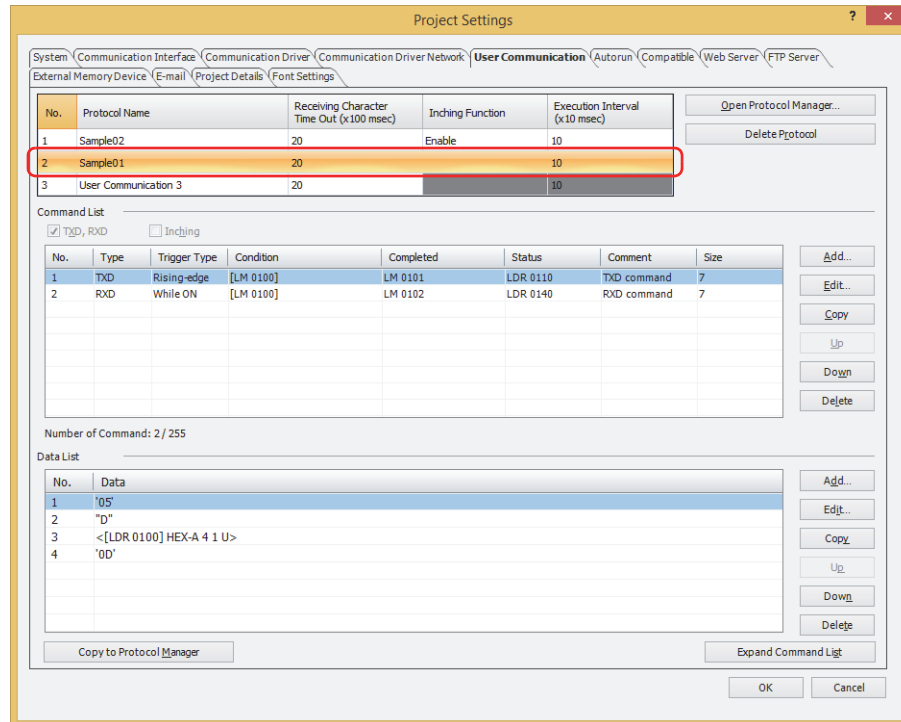 Project Settings
? ×
System Communication Interface Communication Driver Communication Driver Network User Communication Autorun Compatible Web Server FTP Server
External Memory Device E-mail Project Details Font Settings
No. Protocol Name Receiving Character Time Out (x100 msec) Inching Function Execution Interval (x10 msec)
1 Sample02 20 Enable 10
2 Sample01 20 10
3 User Communication 3 20 10
Open Protocol Manager...
Delete Protocol
Command List
TXD, RXD Inching
No. Type Trigger Type Condition Completed Status Comment Size
1 TXD Rising-edge [LM 0100] LM 0101 LDR 0110 TXD command 7
2 RXD While ON [LM 0100] LM 0102 LDR 0140 RXD command 7
Add...
Edit...
Copy
Up
Down
Delete
Number of Command: 2 / 255
Data List
No. Data
1 '05'
2 "D"
3 <[LDR 0100] HEX-A 4 1 U>
4 '0D'
Add...
Edit...
Copy
Up
Down
Delete
Copy to Protocol Manager Expand Command List
OK Cancel